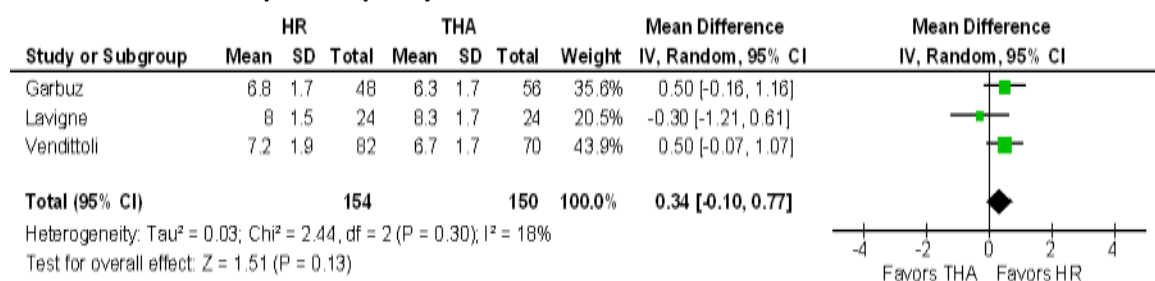 HR THA Mean Difference Mean Difference
Study or Subgroup Mean SD Total Mean SD Total Weight IV, Random, 95% CI IV, Random, 95% CI
Garbuz 6.8 1.7 48 6.3 1.7 56 35.6% 0.50 [-0.16, 1.16]
Lavigne 8 1.5 24 8.3 1.7 24 20.5% -0.30 [-1.21, 0.61]
Vendittoli 7.2 1.9 82 6.7 1.7 70 43.9% 0.50 [-0.07, 1.07]
Total (95% CI) 154 150 100.0% 0.34 [-0.10, 0.77]
Heterogeneity: Tau² = 0.03; Chi² = 2.44, df = 2 (P = 0.30); I² = 18%
Test for overall effect: Z = 1.51 (P = 0.13)
-4 -2 0 2 4
Favors THA Favors HR